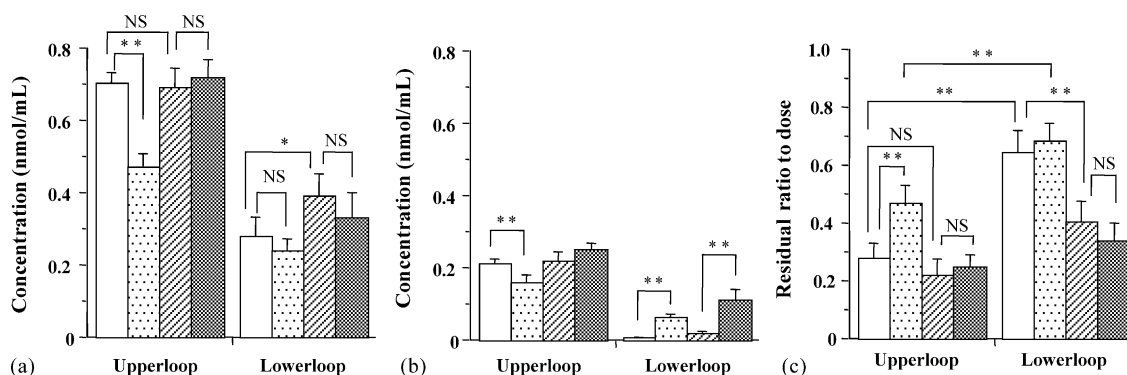 NS
NS
* *
0.8
0.6
0.4
0.2
0
Concentration (nmol/mL)
*
NS
NS
Upperloop
Lowerloop
(a)
0.8
0.6
0.4
0.2
0
Concentration (nmol/mL)
* *
* *
* *
Upperloop
Lowerloop
(b)
1.0
0.8
0.6
0.4
0.2
0
Residual ratio to dose
* *
* *
* *
NS
* *
NS
NS
Upperloop
Lowerloop
(c)